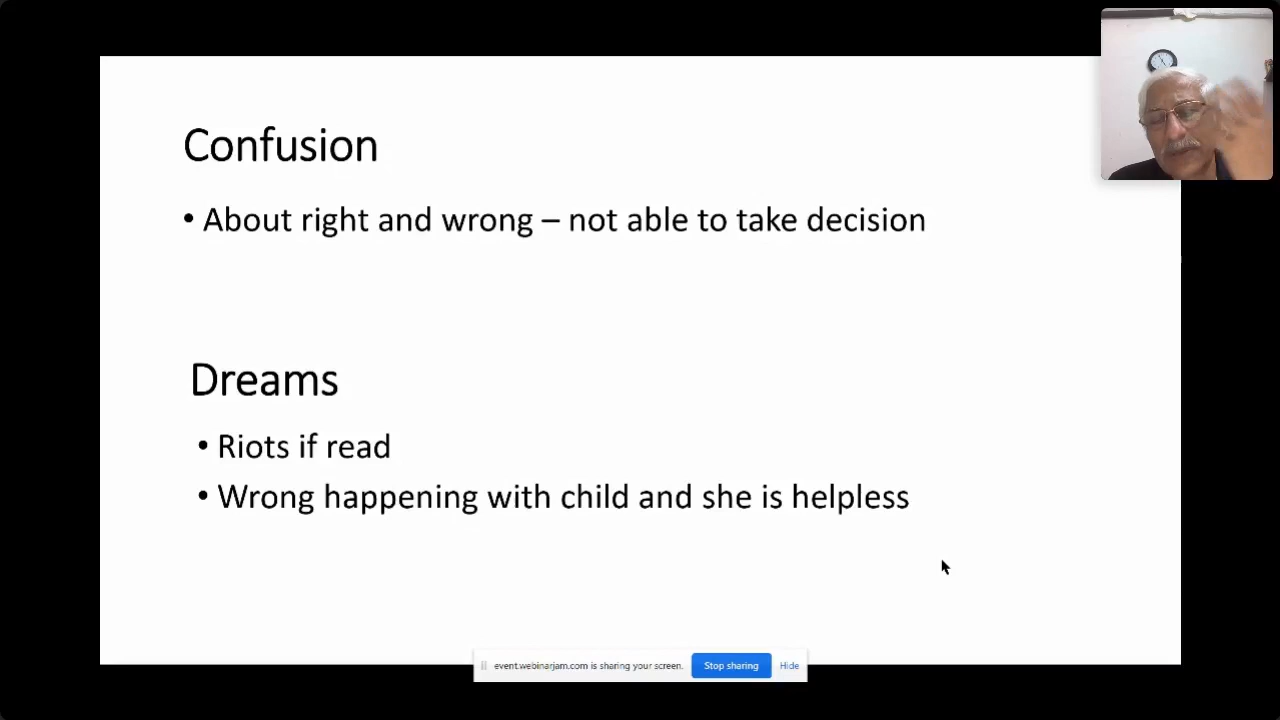 Confusion
• About right and wrong – not able to take decision
Dreams
• Riots if read
• Wrong happening with child and she is helpless
event.webinarjam.com is sharing your screen. Stop sharing Hide